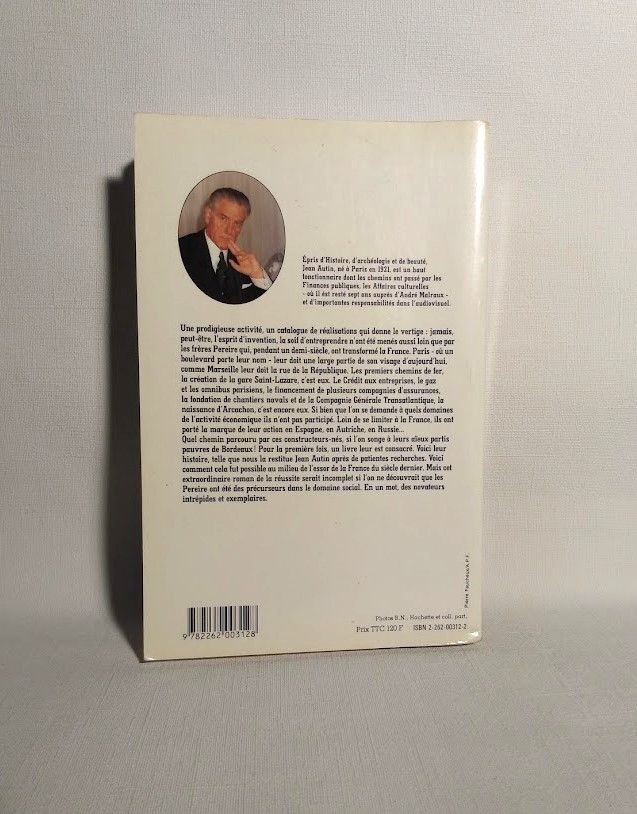 Épris d'Histoire, d'archéologie et de beauté,
Jean Autin, né à Paris en 1921, est un haut
fonctionnaire dont les chemins ont passé par les
Finances publiques, les Affaires culturelles
- où il est resté sept ans auprès d'André Malraux -
et d'importantes responsabilités dans l'audiovisuel.
Une prodigieuse activité, un catalogue de réalisations qui donne le vertige : jamais,
peut-être, l'esprit d'invention, la soif d'entreprendre n'ont été menés aussi loin que par
les frères Pereire qui, pendant un demi-siècle, ont transformé la France. Paris - où un
boulevard porte leur nom - leur doit une large partie de son visage d'aujourd'hui,
comme Marseille leur doit la rue de la République. Les premiers chemins de fer,
la création de la gare Saint-Lazare, c'est eux. Le Crédit aux entreprises, le gaz
et les omnibus parisiens, le financement de plusieurs compagnies d'assurances,
la fondation de chantiers navals et de la Compagnie Générale Transatlantique, la
naissance d'Arcachon, c'est encore eux. Si bien que l'on se demande à quels domaines
de l'activité économique ils n'ont pas participé. Loin de se limiter à la France, ils ont
porté la marque de leur action en Espagne, en Autriche, en Russie...
Quel chemin parcouru par ces constructeurs-nés, si l'on songe à leurs aïeux partis
pauvres de Bordeaux ! Pour la première fois, un livre leur est consacré. Voici leur
histoire, telle que nous la restitue Jean Autin après de patientes recherches. Voici
comment cela fut possible au milieu de l'essor de la France du siècle dernier. Mais cet
extraordinaire roman de la réussite serait incomplet si l'on ne découvrait que les
Pereire ont été des précurseurs dans le domaine social. En un mot, des novateurs
intrépides et exemplaires.
Pierre Faucheux A.P.F.
Photos B.N., Hachette et coll. part.
Prix TTC 120 F ISBN 2-262-00312-2
9 782262 003128